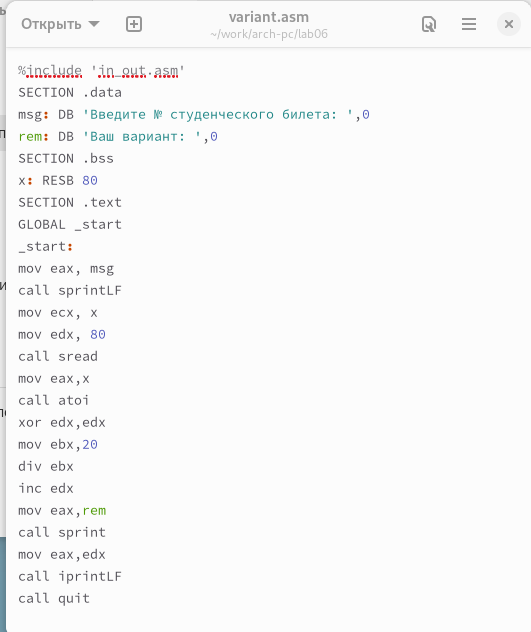 Открыть
variant.asm
~/work/arch-pc/lab06
%include 'in_out.asm'
SECTION .data
msg: DB 'Введите № студенческого билета: ',0
rem: DB 'Ваш вариант: ',0
SECTION .bss
x: RESB 80
SECTION .text
GLOBAL _start
_start:
mov eax, msg
call sprintLF
mov ecx, x
mov edx, 80
call sread
mov eax,x
call atoi
xor edx,edx
mov ebx,20
div ebx
inc edx
mov eax,rem
call sprint
mov eax,edx
call iprintLF
call quit